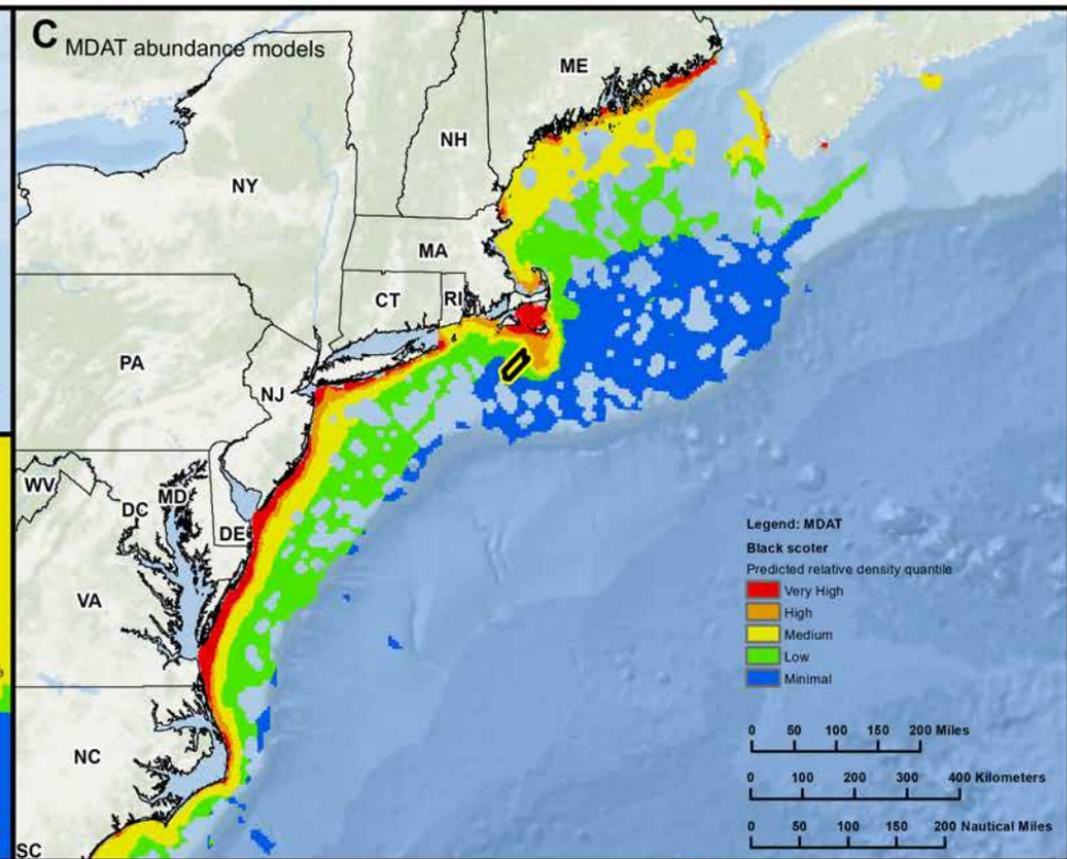 C MDAT abundance models
ME
NH
NY
MA
CT RI
PA
NJ
WV
MD
DC
DE
VA
NC
SC
Legend: MDAT
Black scoter
Predicted relative density quantile
Very High
High
Medium
Low
Minimal
0 50 100 150 200 Miles
0 100 200 300 400 Kilometers
0 50 100 150 200 Nautical Miles